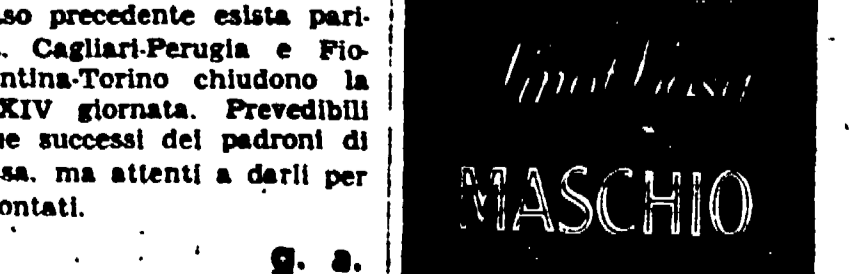 so precedente esista pari-
Cagliari-Perugia e Fio-
ntina-Torino chiudono la
XIV giornata. Prevedibili
e successi dei padroni di
sa. ma attenti a darli per
ontati.
g. a.
MASCHIO